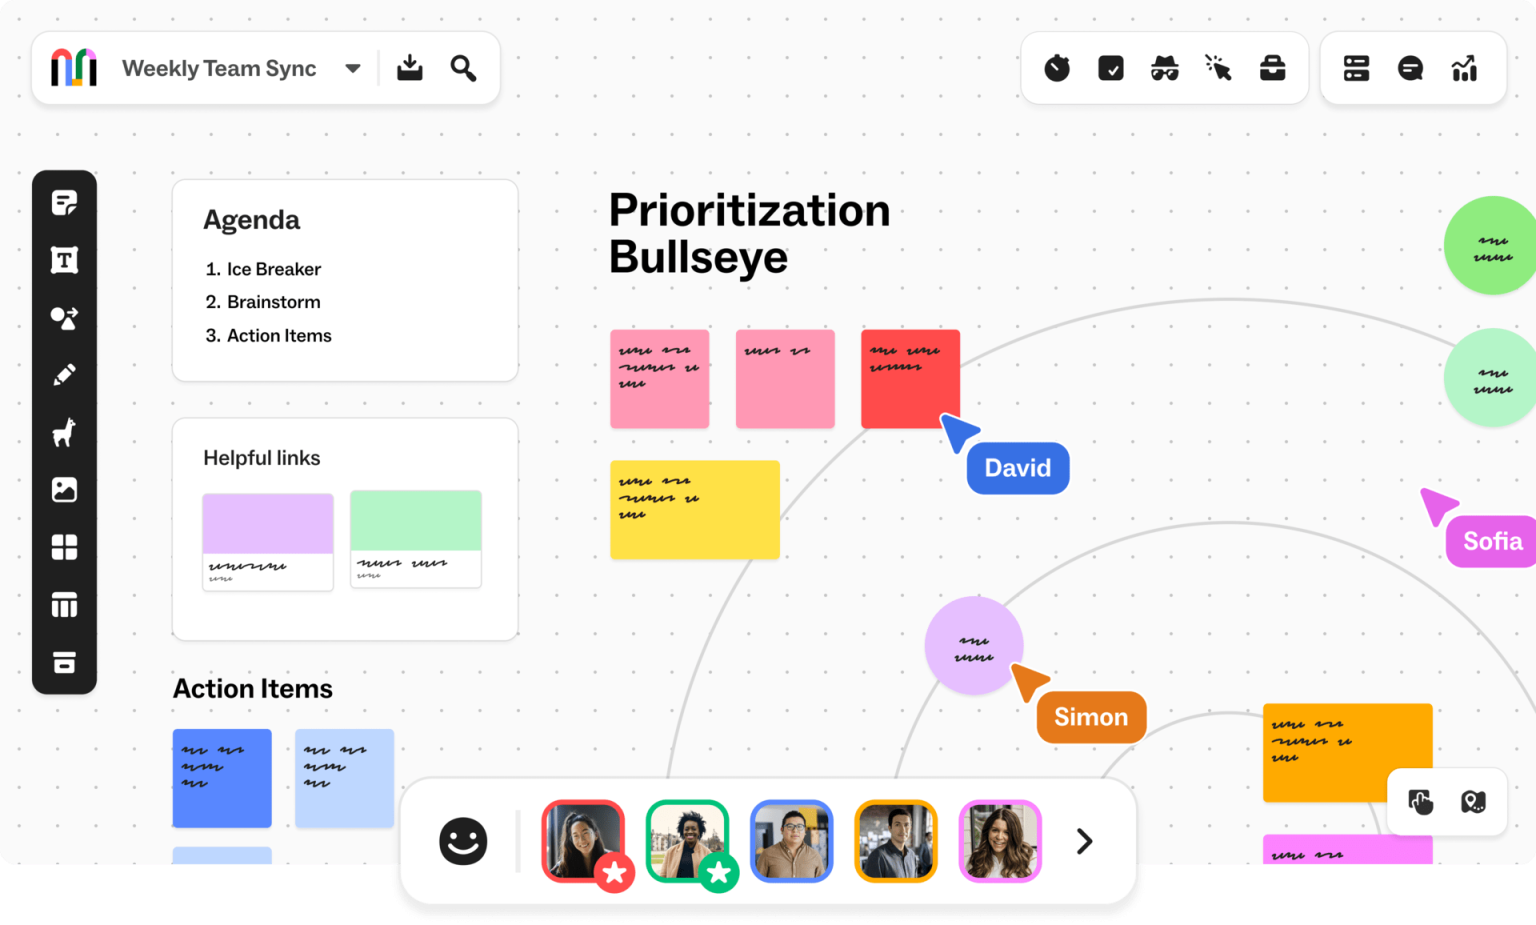 Weekly Team Sync
Agenda
1. Ice Breaker
2. Brainstorm
3. Action Items
Helpful links
Action Items
Prioritization
Bullseye
David
Sofia
Simon